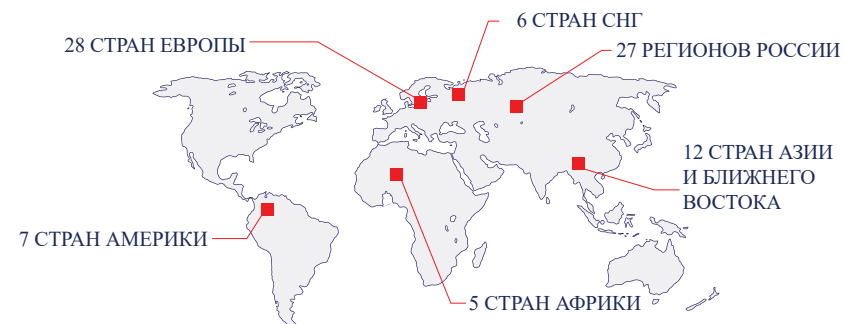 6 СТРАН СНГ
28 СТРАН ЕВРОПЫ
27 РЕГИОНОВ РОССИИ
12 СТРАН АЗИИ
И БЛИЖНЕГО
ВОСТОКА
7 СТРАН АМЕРИКИ
5 СТРАН АФРИКИ